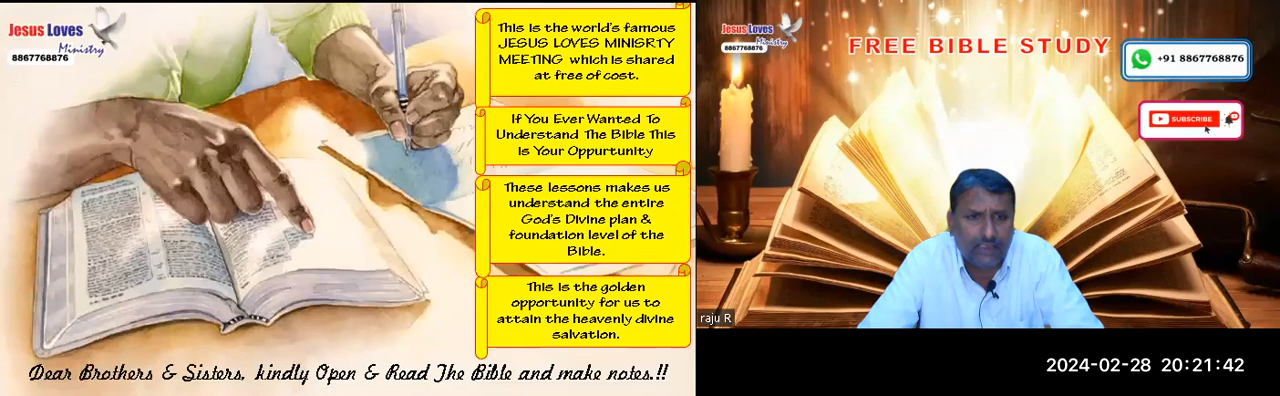 Jesus Loves
Ministry
8867768876
This is the world's famous
JESUS LOVES MINISRTY
MEETING which is shared
at free of cost.
If You Ever Wanted To
Understand The Bible This
Is Your Oppurtunity
These lessons makes us
understand the entire
God's Divine plan &
foundation level of the
Bible.
This is the golden
opportunity for us to
attain the heavenly divine
salvation.
Dear Brothers & Sisters, kindly Open & Read The Bible and make notes.!!
Jesus Loves
Ministry
8867768876
FREE BIBLE STUDY
+91 8867768876
SUBSCRIBE
raju R
2024-02-28 20:21:42